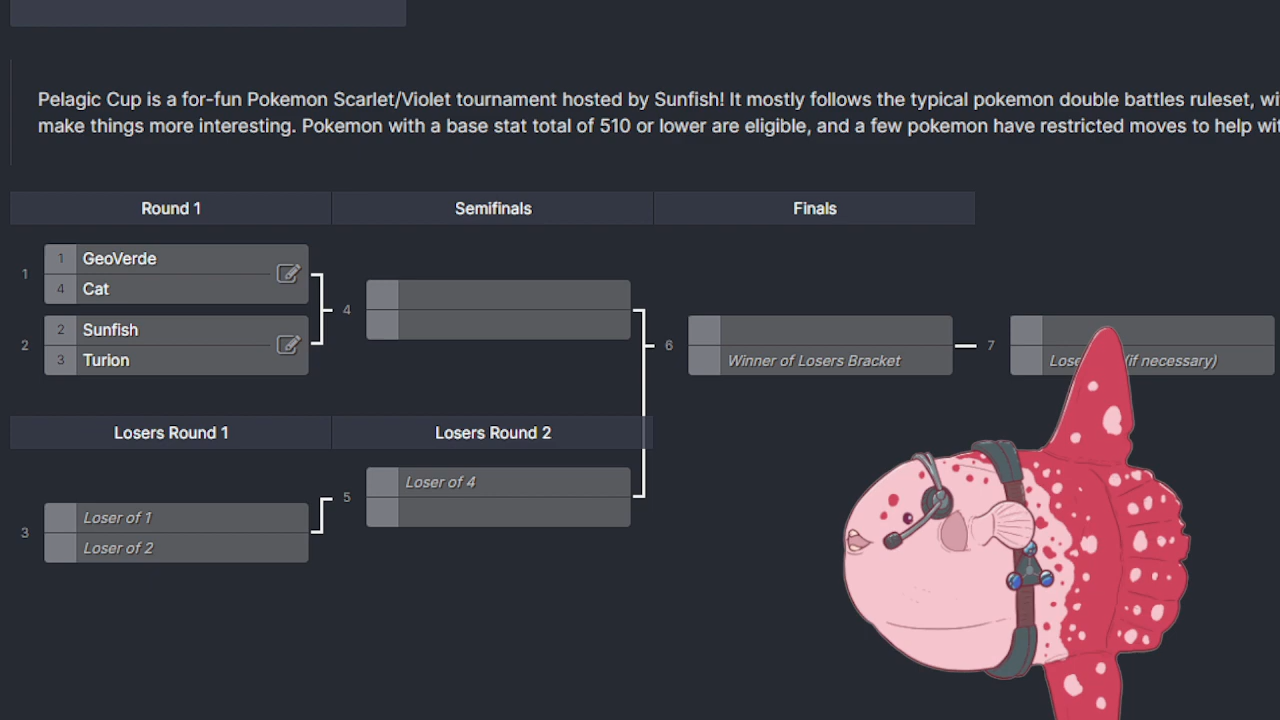 Pelagic Cup is a for-fun Pokemon Scarlet/Violet tournament hosted by Sunfish! It mostly follows the typical pokemon double battles ruleset,
make things more interesting. Pokemon with a base stat total of 510 or lower are eligible, and a few pokemon have restricted moves to help
Round 1
Semifinals
Finals
1
1 GeoVerde
4 Cat
2
2 Sunfish
3 Turion
4
6
Winner of Losers Bracket
7
(if necessary)
Losers Round 1
Losers Round 2
3
Loser of 1
Loser of 2
5
Loser of 4